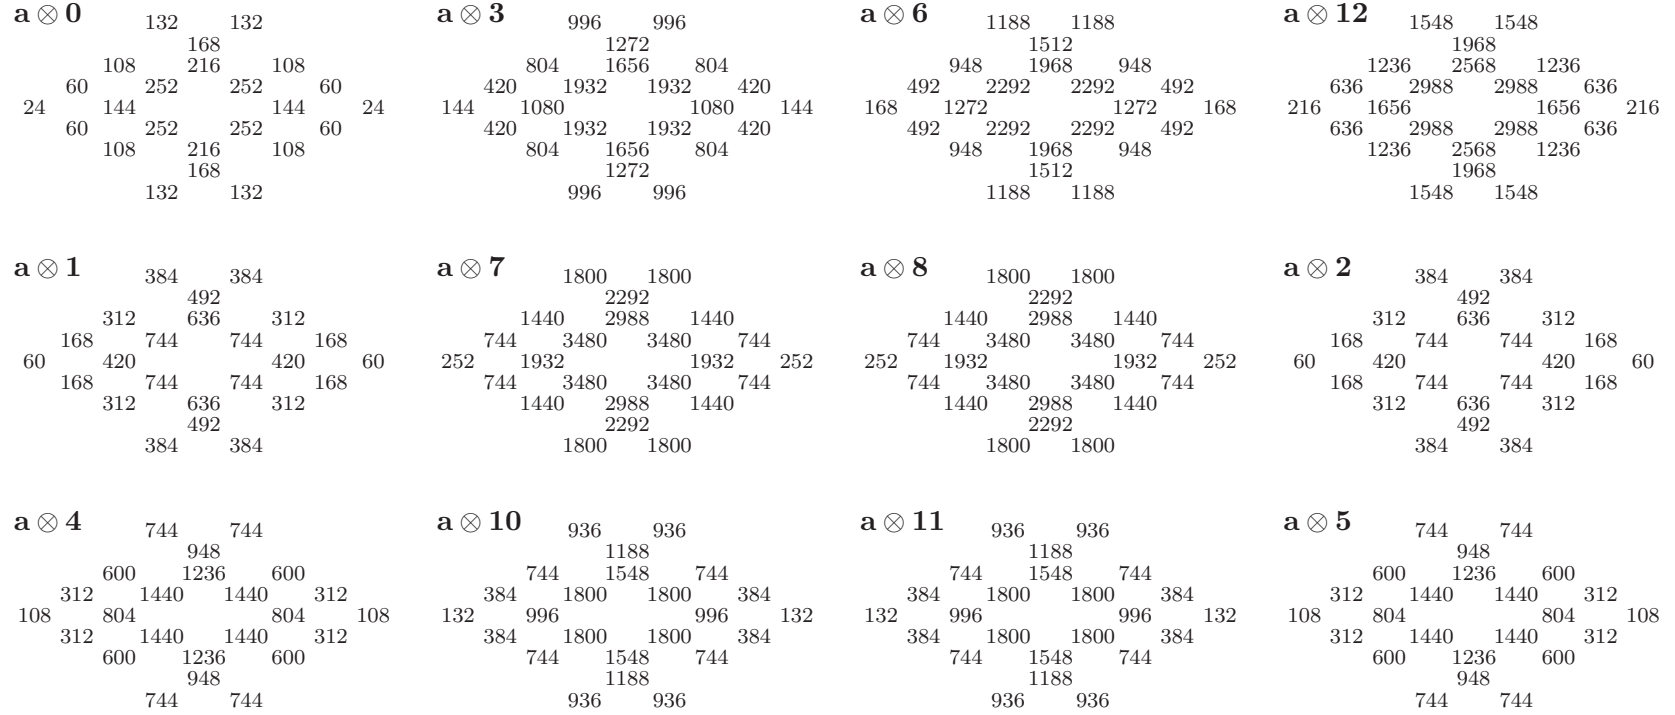 a ⊗ 0 132 132 a ⊗ 3 996 996 a ⊗ 6 1188 1188 a ⊗ 12 1548 1548
168 1272 1512 1968
108 216 108 804 1656 804 948 1968 948 1236 2568 1236
60 252 252 60 420 1932 1932 420 492 2292 2292 492 636 2988 2988 636
24 144 144 24 144 1080 1080 144 168 1272 1272 168 216 1656 1656 216
60 252 252 60 420 1932 1932 420 492 2292 2292 492 636 2988 2988 636
108 216 108 804 1656 804 948 1968 948 1236 2568 1236
168 1272 1512 1968
132 132 996 996 1188 1188 1548 1548
a ⊗ 1 384 384 a ⊗ 7 1800 1800 a ⊗ 8 1800 1800 a ⊗ 2 384 384
492 2292 2292 492
312 636 312 1440 2988 1440 1440 2988 1440 312 636 312
168 744 744 168 744 3480 3480 744 744 3480 3480 744 168 744 744 168
60 420 420 60 252 1932 1932 252 252 1932 1932 252 60 420 420 60
168 744 744 168 744 3480 3480 744 744 3480 3480 744 168 744 744 168
312 636 312 1440 2988 1440 1440 2988 1440 312 636 312
492 2292 2292 492
384 384 1800 1800 1800 1800 384 384
a ⊗ 4 744 744 a ⊗ 10 936 936 a ⊗ 11 936 936 a ⊗ 5 744 744
948 1188 1188 948
600 1236 600 744 1548 744 744 1548 744 600 1236 600
312 1440 1440 312 384 1800 1800 384 384 1800 1800 384 312 1440 1440 312
108 804 804 108 132 996 996 132 132 996 996 132 108 804 804 108
312 1440 1440 312 384 1800 1800 384 384 1800 1800 384 312 1440 1440 312
600 1236 600 744 1548 744 744 1548 744 600 1236 600
948 1188 1188 948
744 744 936 936 936 936 744 744